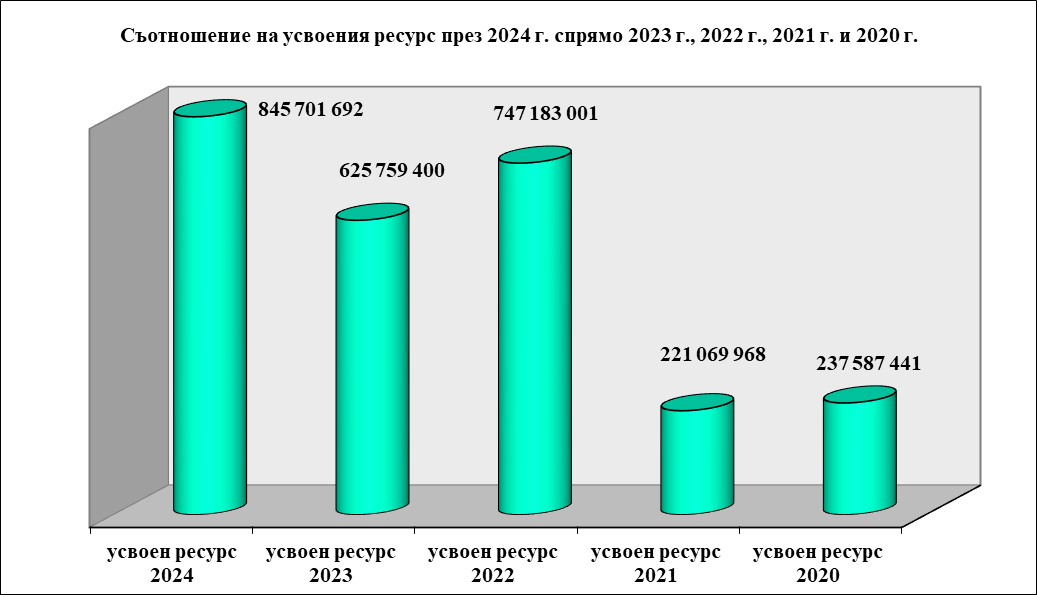 Съотношение на усвоения ресурс през 2024 г. спрямо 2023 г., 2022 г., 2021 г. и 2020 г.
845 701 692
625 759 400
747 183 001
221 069 968
237 587 441
усвоен ресурс
2024
усвоен ресурс
2023
усвоен ресурс
2022
усвоен ресурс
2021
усвоен ресурс
2020